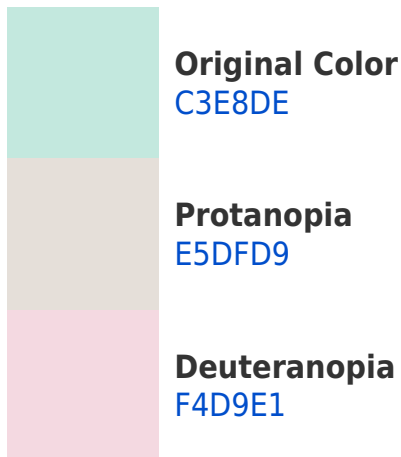 Original Color
C3E8DE
Protanopia
E5DFD9
Deuteranopia
F4D9E1